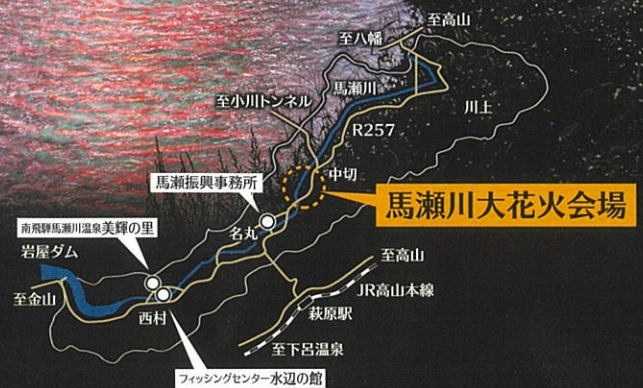 至高山
至八幡
馬瀬川
川上
至小川トンネル
R257
中切
馬瀬振興事務所
馬瀬川大花火会場
名丸
南飛騨馬瀬川温泉美輝の里
岩屋ダム
至高山
至金山
JR高山本線
西村
萩原駅
至下呂温泉
フィッシングセンター水辺の館